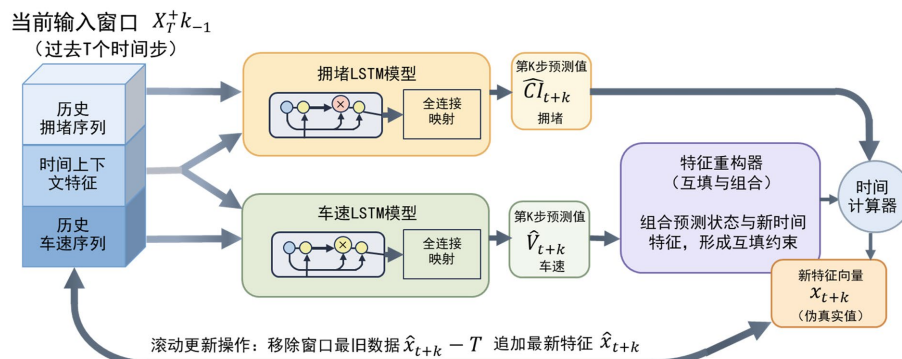 当前输入窗口 X_T^+k_{-1}
（过去T个时间步）
历史
拥堵序列
时间上下
文特征
历史
车速序列
拥堵LSTM模型
全连接
映射
第K步预测值
\widehat{CI}_{t+k}
拥堵
车速LSTM模型
全连接
映射
第K步预测值
\hat{V}_{t+k}
车速
特征重构器
（互填与组合）
组合预测状态与新时间
特征，形成互填约束
时间
计算器
新特征向量
x_{t+k}
（伪真实值）
滚动更新操作：移除窗口最旧数据 \hat{x}_{t+k} − T 追加最新特征 \hat{x}_{t+k}